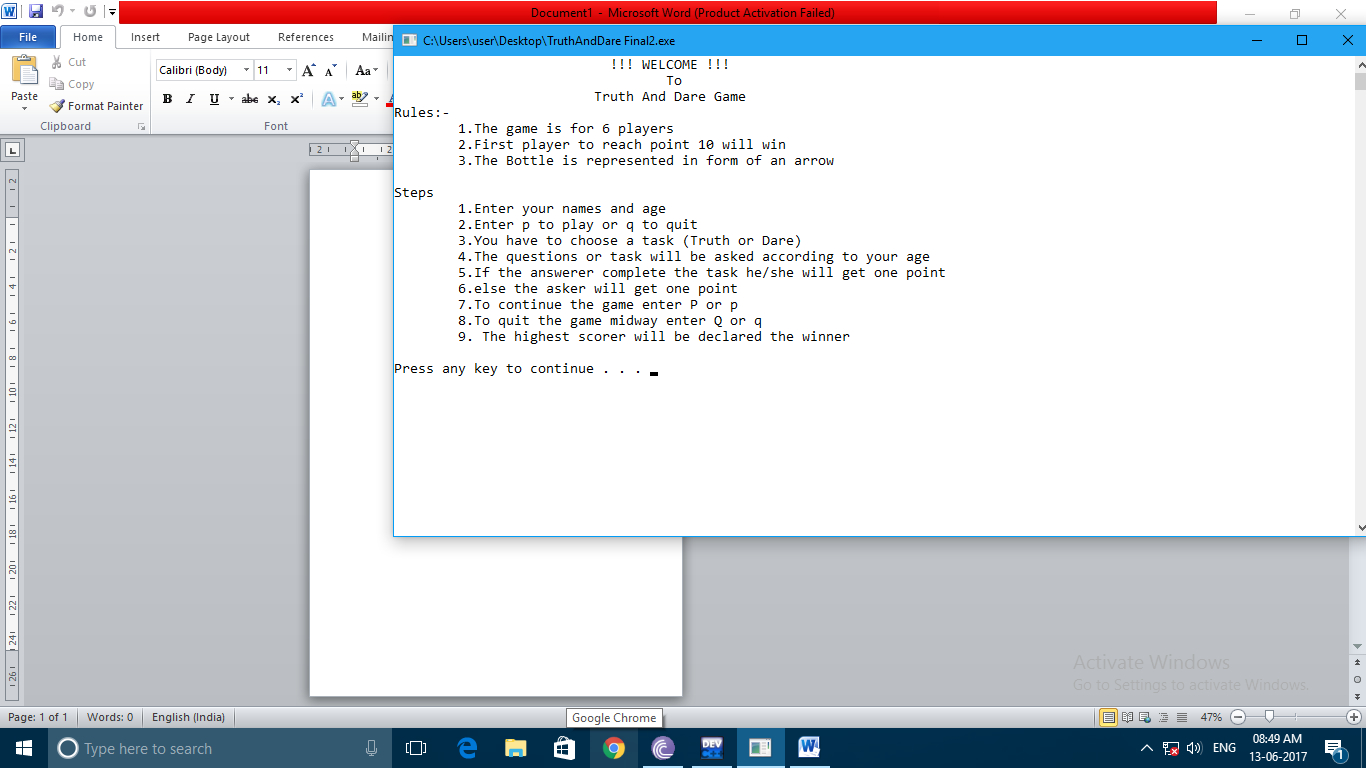 Document1 - Microsoft Word (Product Activation Failed)
File Home Insert Page Layout References Mailin
C:\Users\user\Desktop\TruthAndDare Final2.exe
Paste
Cut
Copy
Format Painter
Clipboard
Calibri (Body) 11
Font
!!! WELCOME !!!
To
Truth And Dare Game
Rules:-
1.The game is for 6 players
2.First player to reach point 10 will win
3.The Bottle is represented in form of an arrow
Steps
1.Enter your names and age
2.Enter p to play or q to quit
3.You have to choose a task (Truth or Dare)
4.The questions or task will be asked according to your age
5.If the answerer complete the task he/she will get one point
6.else the asker will get one point
7.To continue the game enter P or p
8.To quit the game midway enter Q or q
9. The highest scorer will be declared the winner
Press any key to continue . . .
Activate Windows
Go to Settings to activate Windows.
Page: 1 of 1 Words: 0 English (India) 47%
Google Chrome
Type here to search
DEV
ENG
08:49 AM
13-06-2017
1